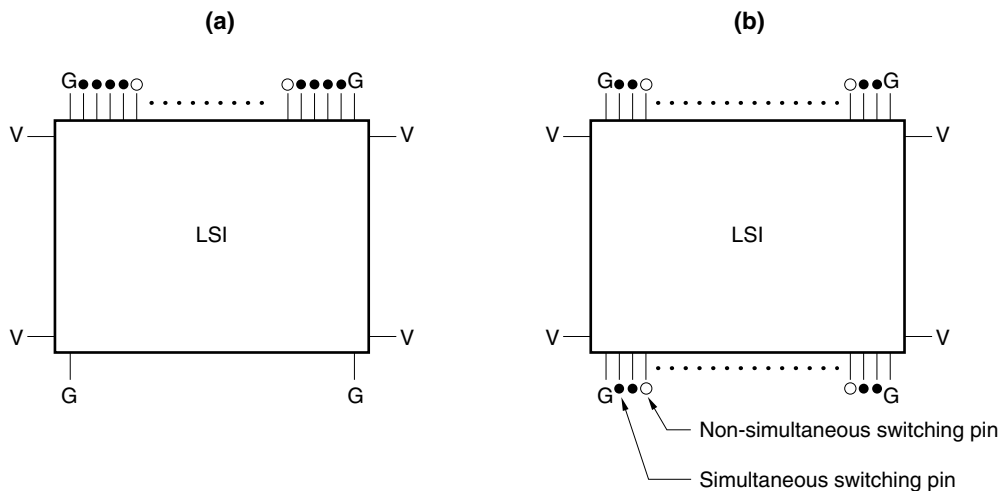 (a) (b)
G G G G
V V V V
LSI LSI
V V V V
G G G G
Non-simultaneous switching pin
Simultaneous switching pin